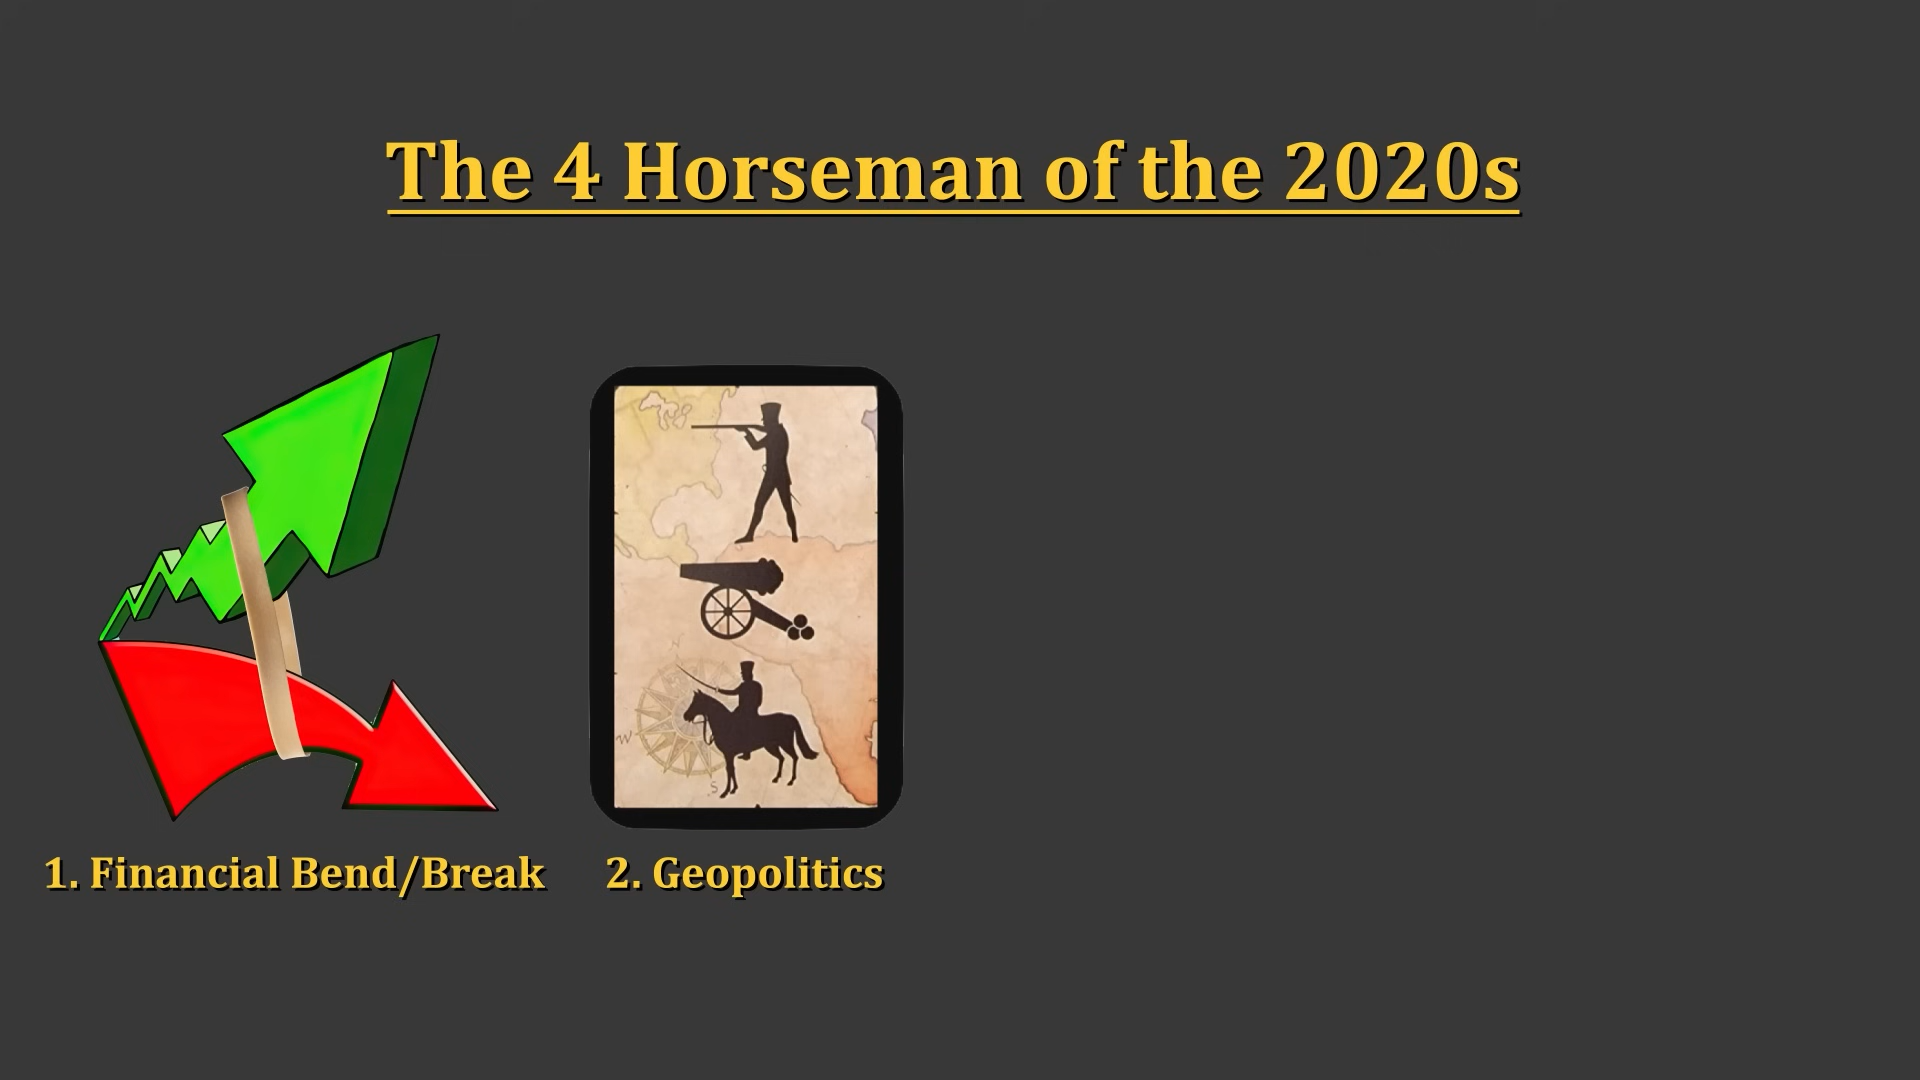 The 4 Horseman of the 2020s
W
S
1. Financial Bend/Break
2. Geopolitics